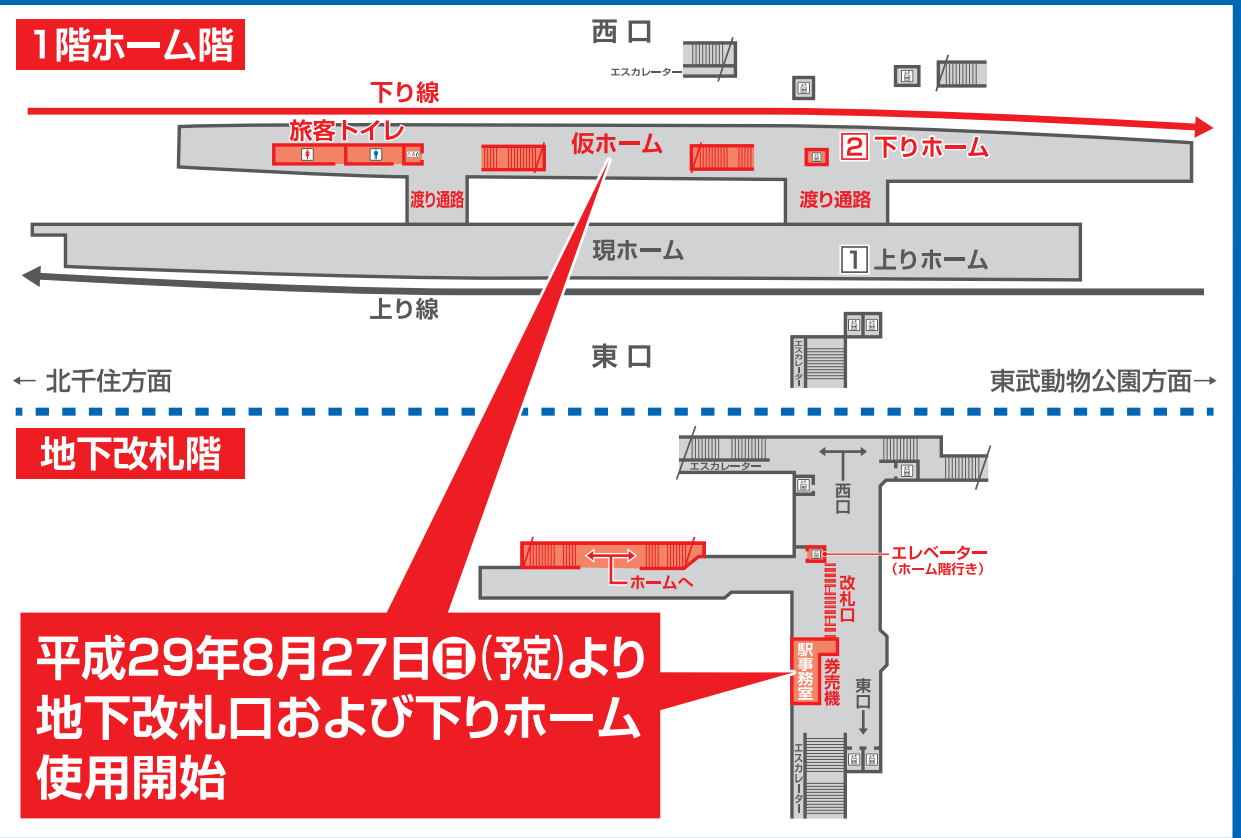 1階ホーム階
西口
エスカレーター
下り線
旅客トイレ
仮ホーム
2 下りホーム
渡り通路
渡り通路
現ホーム
1 上りホーム
上り線
東口
エスカレーター
←北千住方面
東武動物公園方面→
地下改札階
エスカレーター
西口
エレベーター
(ホーム階行き)
ホームへ
改札口
駅事務室
券売機
東口
エスカレーター
平成29年8月27日㊐(予定)より
地下改札口および下りホーム
使用開始